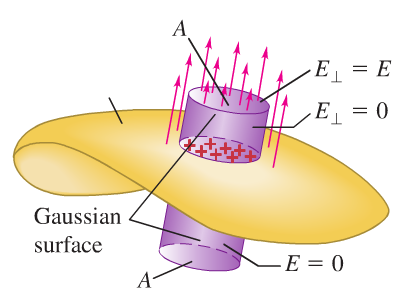 A
E⊥ = E
E⊥ = 0
+ + + + + + + + + + + +
Gaussian
surface
E = 0
A